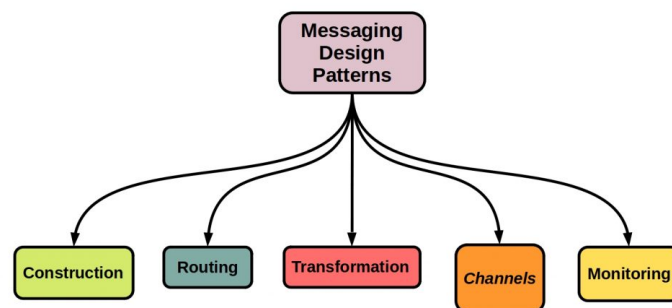 Messaging
Design
Patterns
Construction
Routing
Transformation
Channels
Monitoring